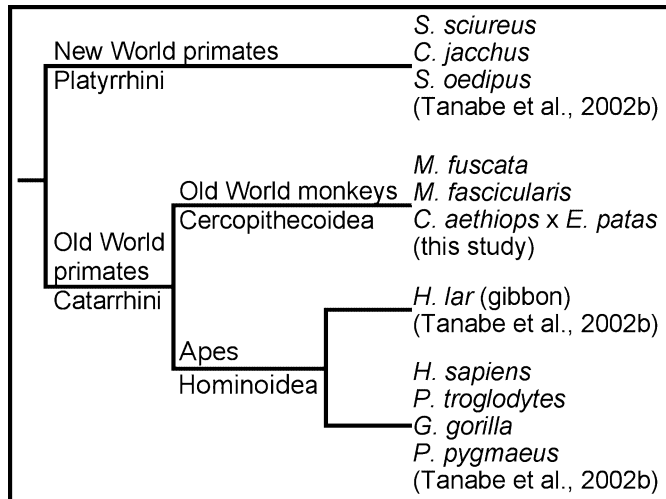 New World primates
Platyrrhini
S. sciureus
C. jacchus
S. oedipus
(Tanabe et al., 2002b)
Old World
primates
Catarrhini
Old World monkeys
Cercopithecoidea
M. fuscata
M. fascicularis
C. aethiops x E. patas
(this study)
Apes
Hominoidea
H. lar (gibbon)
(Tanabe et al., 2002b)
H. sapiens
P. troglodytes
G. gorilla
P. pygmaeus
(Tanabe et al., 2002b)